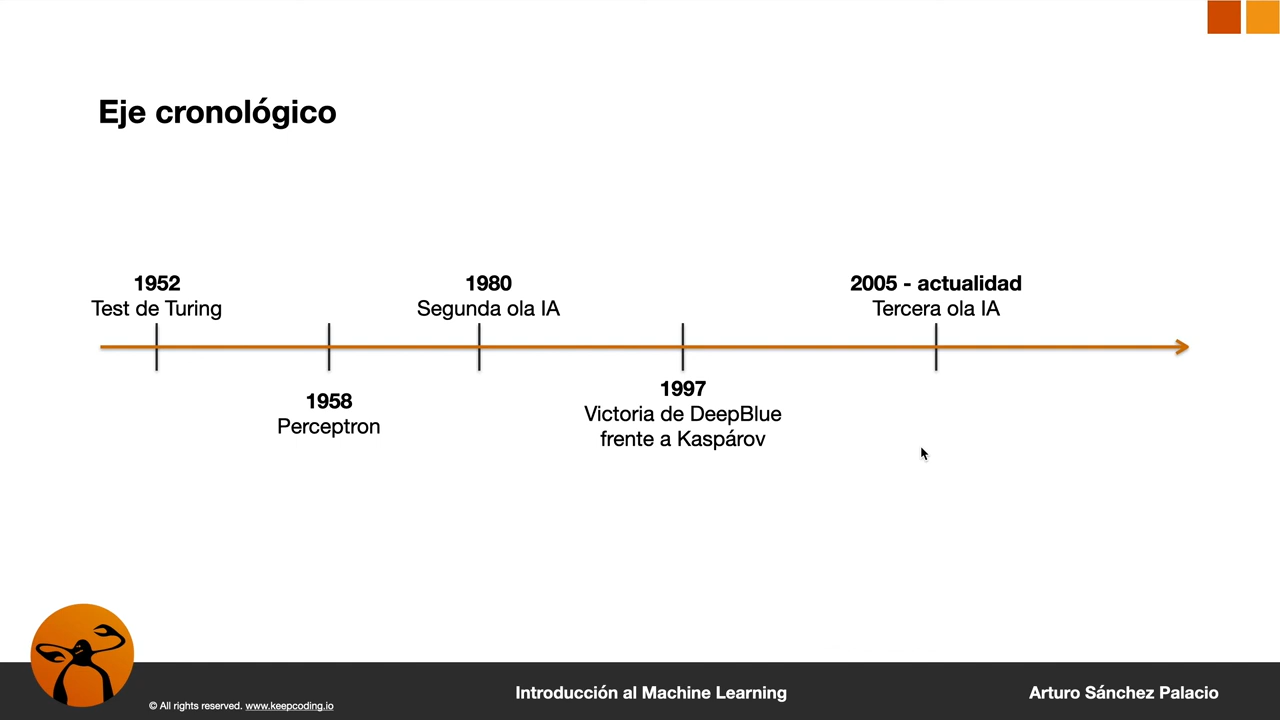 Eje cronológico
1952
Test de Turing
1980
Segunda ola IA
2005 - actualidad
Tercera ola IA
1958
Perceptron
1997
Victoria de DeepBlue
frente a Kaspárov
© All rights reserved. www.keepcoding.io
Introducción al Machine Learning
Arturo Sánchez Palacio